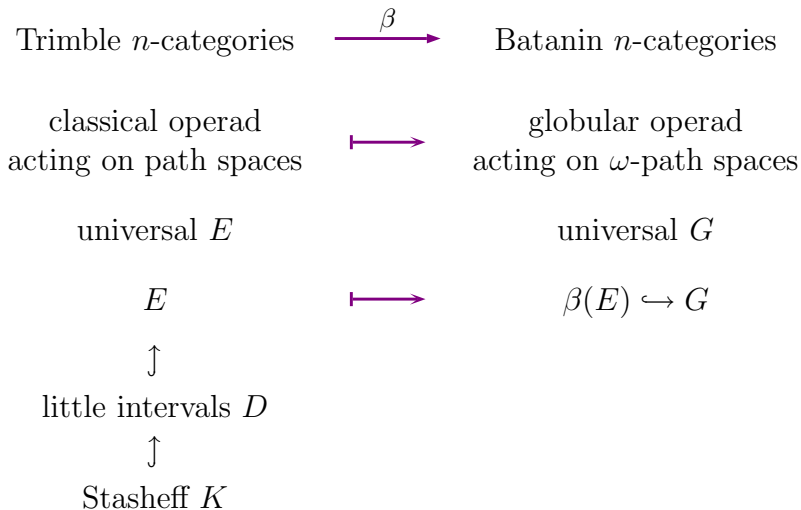 β
Trimble n-categories → Batanin n-categories
classical operad
acting on path spaces ↦ globular operad
acting on ω-path spaces
universal E universal G
E ↦ β(E) ↪ G
little intervals D
Stasheff K